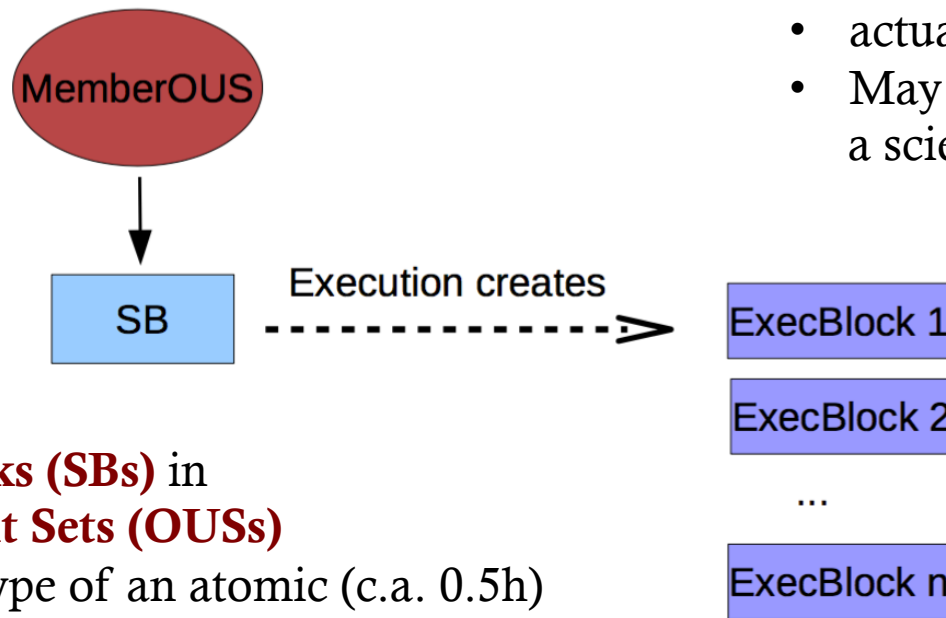 MemberOUS
• actua
• May
a scie
SB
Execution creates
ExecBlock 1
ExecBlock 2
...
ExecBlock n
ks (SBs) in
t Sets (OUSs)
ype of an atomic (c.a. 0.5h)